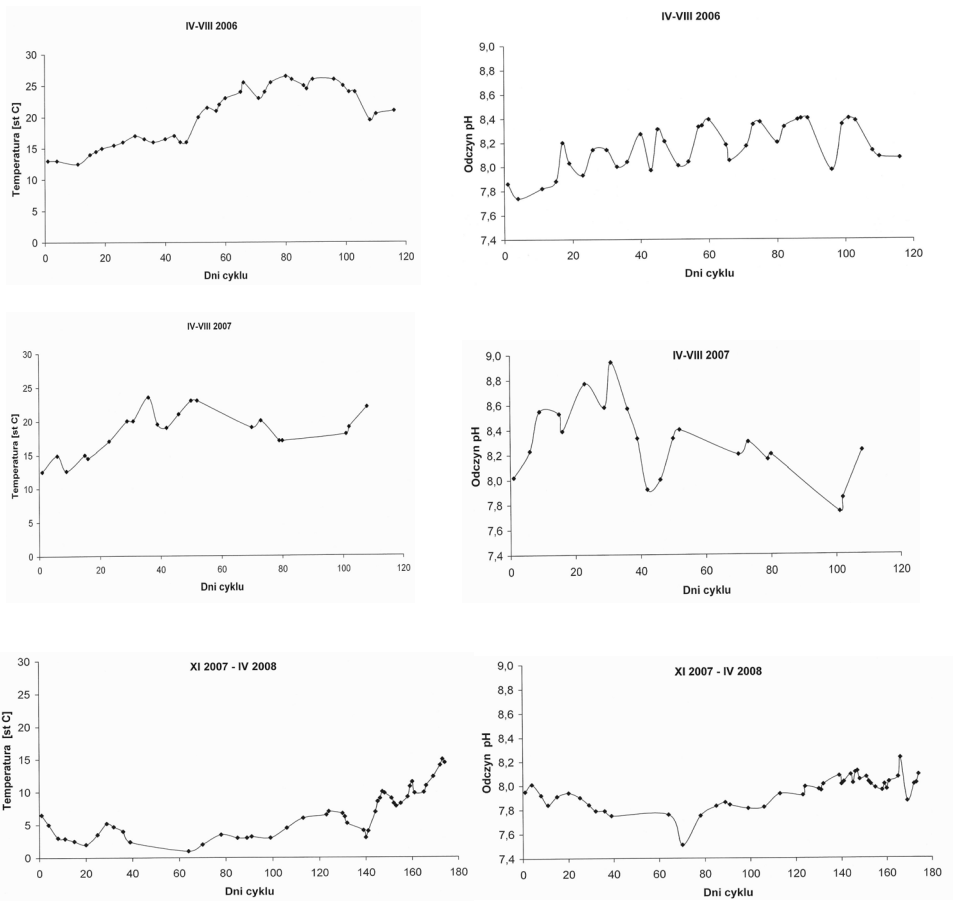 IV-VIII 2006
Temperatura [st C]
30
25
20
15
10
5
0
0 20 40 60 80 100 120
Dni cyklu
IV-VIII 2006
Odczyn pH
9,0
8,8
8,6
8,4
8,2
8,0
7,8
7,6
7,4
0 20 40 60 80 100 120
Dni cyklu
IV-VIII 2007
Temperatura [st C]
30
25
20
15
10
5
0
0 20 40 60 80 100 120
Dni cyklu
IV-VIII 2007
Odczyn pH
9,0
8,8
8,6
8,4
8,2
8,0
7,8
7,6
7,4
0 20 40 60 80 100 120
Dni cyklu
XI 2007 - IV 2008
Temperatura [st C]
30
25
20
15
10
5
0
0 20 40 60 80 100 120 140 160 180
Dni cyklu
XI 2007 - IV 2008
Odczyn pH
9,0
8,8
8,6
8,4
8,2
8,0
7,8
7,6
7,4
0 20 40 60 80 100 120 140 160 180
Dni cyklu